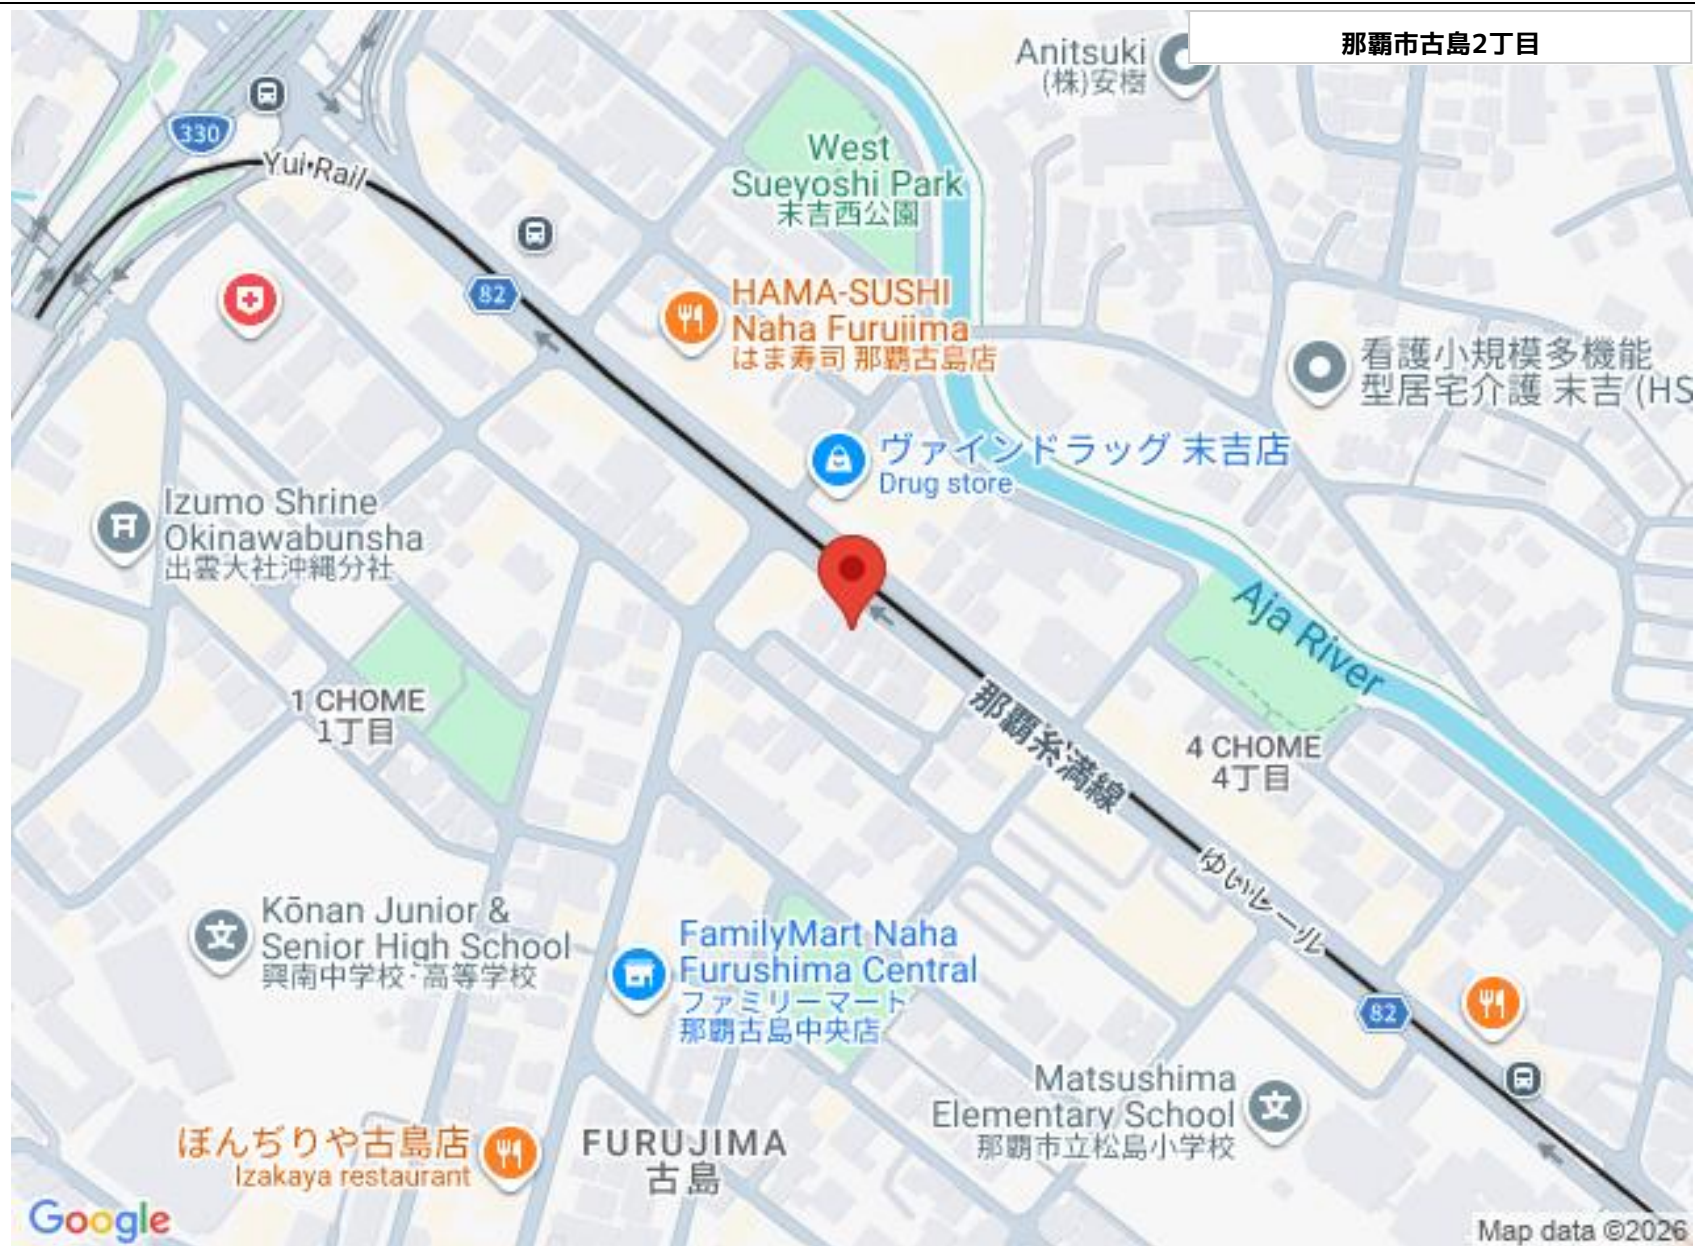 那覇市古島2丁目
Anitsuki
(株)安樹
330
Yui Rail
West
Sueyoshi Park
末吉西公園
82
HAMA-SUSHI
Naha Furujima
はま寿司 那覇古島店
看護小規模多機能
型居宅介護 末吉 (HS
ヴァインドラッグ 末吉店
Drug store
Izumo Shrine
Okinawabunsha
出雲大社沖縄分社
Aja River
1 CHOME
1丁目
那覇糸満線
4 CHOME
4丁目
ゆいレール
Kōnan Junior &
Senior High School
興南中学校·高等学校
FamilyMart Naha
Furushima Central
ファミリーマート
那覇古島中央店
82
Matsushima
Elementary School
那覇市立松島小学校
ぼんぢりや古島店
Izakaya restaurant
FURUJIMA
古島
Google
Map data ©2026